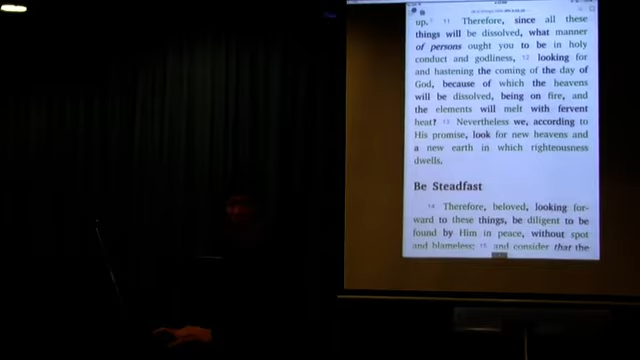 up. 11 Therefore, since all these
things will be dissolved, what manner
of persons ought you to be in holy
conduct and godliness, 12 looking for
and hastening the coming of the day of
God, because of which the heavens
will be dissolved, being on fire, and
the elements will melt with fervent
heat? 13 Nevertheless we, according to
His promise, look for new heavens and
a new earth in which righteousness
dwells.
Be Steadfast
14 Therefore, beloved, looking for-
ward to these things, be diligent to be
found by Him in peace, without spot
and blameless; 15 and consider that the